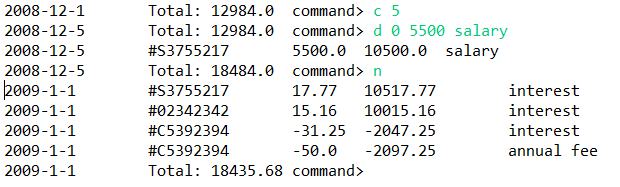 2008-12-1 Total: 12984.0 command> c 5
2008-12-5 Total: 12984.0 command> d 0 5500 salary
2008-12-5 #S3755217 5500.0 10500.0 salary
2008-12-5 Total: 18484.0 command> n
2009-1-1 #S3755217 17.77 10517.77 interest
2009-1-1 #02342342 15.16 10015.16 interest
2009-1-1 #C5392394 -31.25 -2047.25 interest
2009-1-1 #C5392394 -50.0 -2097.25 annual fee
2009-1-1 Total: 18435.68 command>